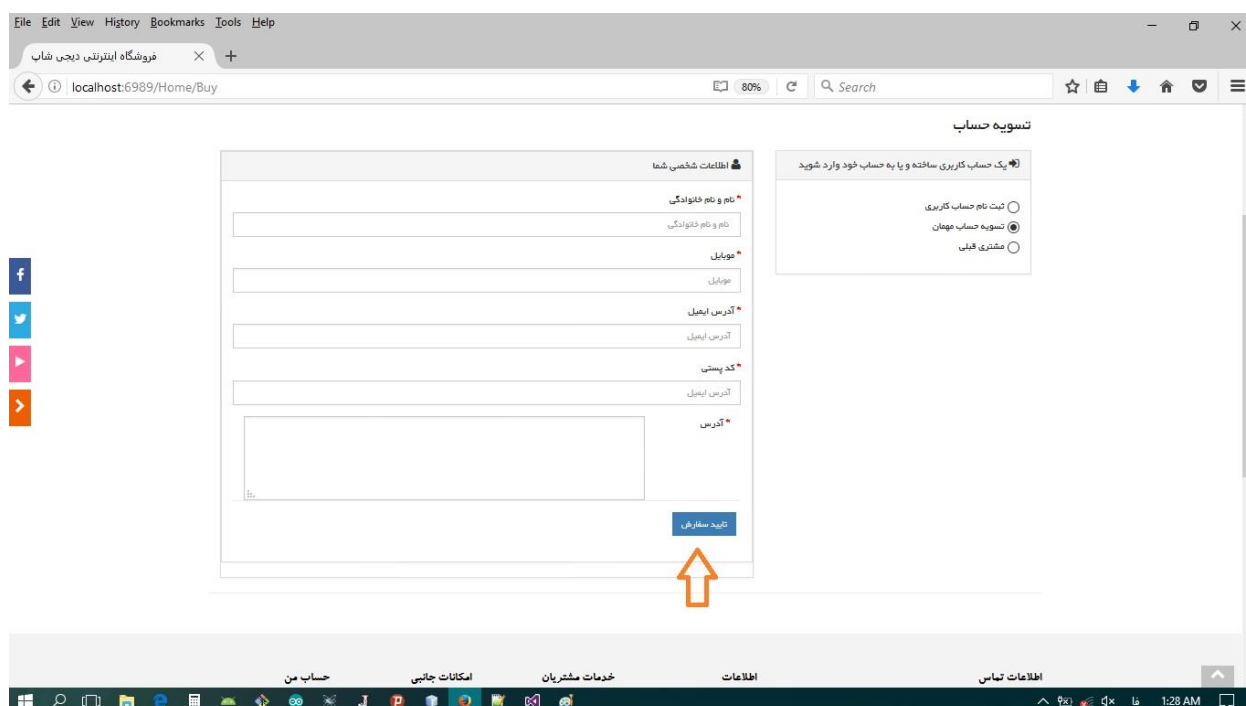 File Edit View History Bookmarks Tools Help
فروشگاه اینترنتی دیجی شاپ
localhost:6989/Home/Buy
80%
Search
تسویه حساب
یک حساب کاربری ساخته و یا به حساب خود وارد شوید
ثبت نام حساب کاربری
تسویه حساب مهمان
مشتری قبلی
اطلاعات شخصی شما
* نام و نام خانوادگی
نام و نام خانوادگی
* موبایل
موبایل
* آدرس ایمیل
آدرس ایمیل
* کد پستی
آدرس ایمیل
* آدرس
تایید سفارش
اطلاعات تماس اطلاعات خدمات مشتریان امکانات جانبی حساب من
فا 1:28 AM